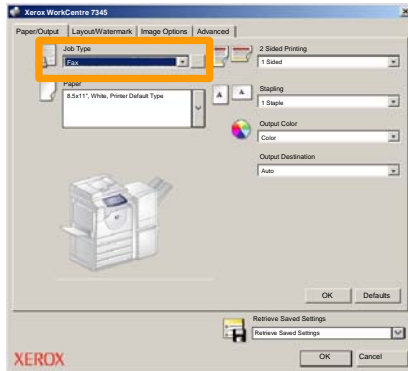 Xerox WorkCentre 7345
Paper/Output Layout/Watermark Image Options Advanced
Job Type
Fax
Paper
8.5x11", White, Printer Default Type
2 Sided Printing
1 Sided
A A Stapling
1 Staple
Output Color
Color
Output Destination
Auto
OK Defaults
Retrieve Saved Settings
Retrieve Saved Settings
XEROX OK Cancel